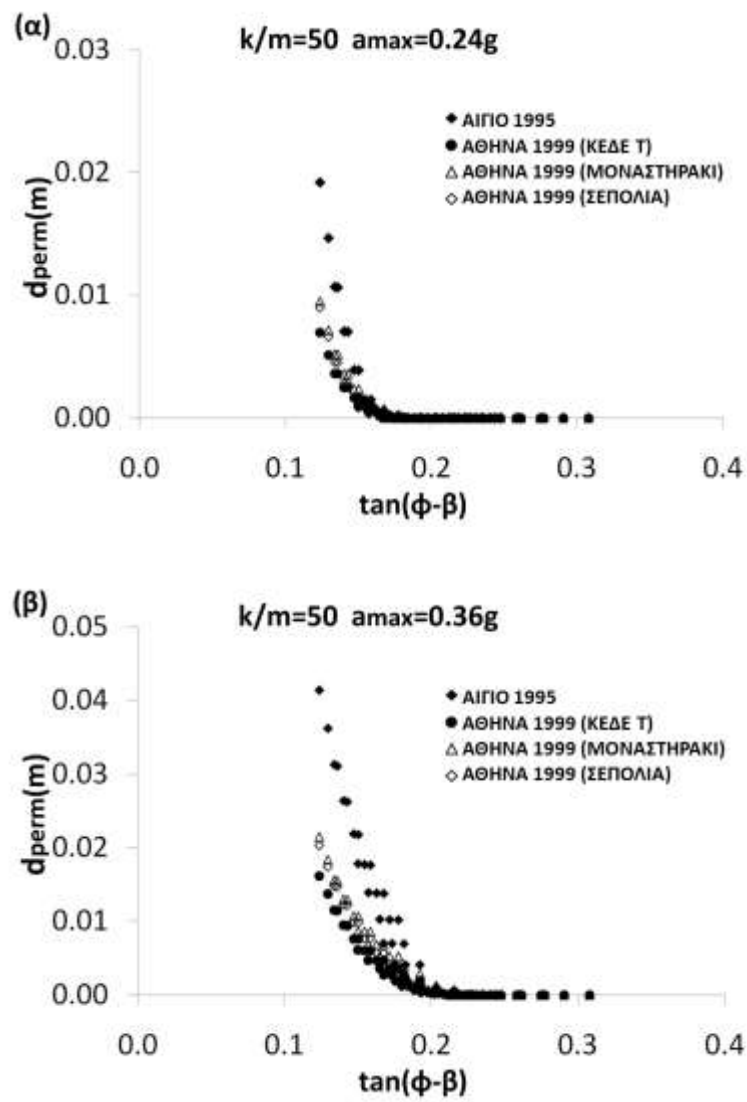 (α)
k/m=50 amax=0.24g
0.03
0.02
0.01
0.00
dperm(m)
ΑΙΓΙΟ 1995
ΑΘΗΝΑ 1999 (ΚΕΔΕ Τ)
ΑΘΗΝΑ 1999 (ΜΟΝΑΣΤΗΡΑΚΙ)
ΑΘΗΝΑ 1999 (ΣΕΠΟΛΙΑ)
0.0 0.1 0.2 0.3 0.4
tan(φ-β)
(β)
k/m=50 amax=0.36g
0.05
0.04
0.03
0.02
0.01
0.00
dperm(m)
ΑΙΓΙΟ 1995
ΑΘΗΝΑ 1999 (ΚΕΔΕ Τ)
ΑΘΗΝΑ 1999 (ΜΟΝΑΣΤΗΡΑΚΙ)
ΑΘΗΝΑ 1999 (ΣΕΠΟΛΙΑ)
0.0 0.1 0.2 0.3 0.4
tan(φ-β)